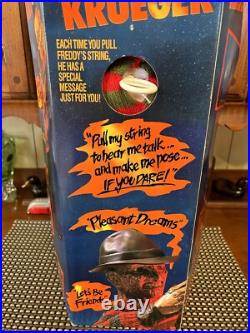 KRUEGER
EACH TIME YOU PULL
FREDDY'S STRING,
HE HAS A
SPECIAL
MESSAGE
JUST FOR YOU!
"Pull my string
to hear me talk...
and make me pose...
IF YOU DARE!"
"Pleasant Dreams"
Let's Be
Friends